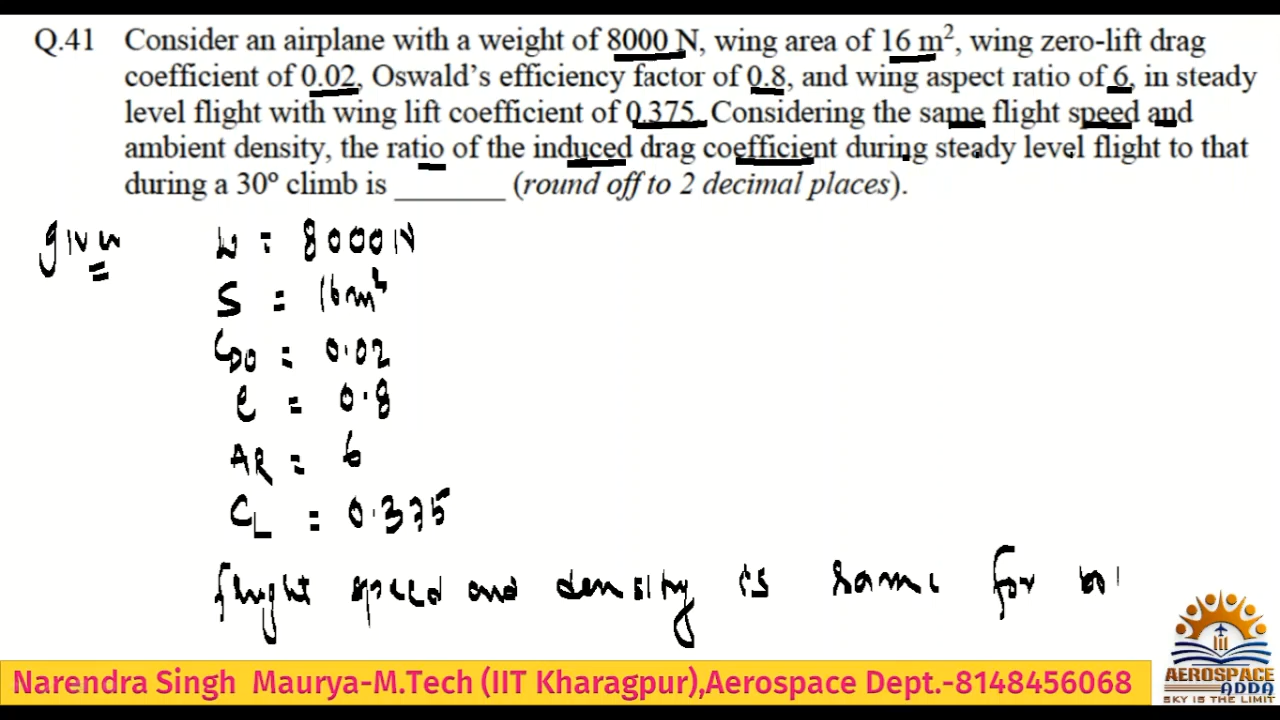 Q.41 Consider an airplane with a weight of 8000 N, wing area of 16 m², wing zero-lift drag
coefficient of 0.02, Oswald's efficiency factor of 0.8, and wing aspect ratio of 6, in steady
level flight with wing lift coefficient of 0.375. Considering the same flight speed and
ambient density, the ratio of the induced drag coefficient during steady level flight to that
during a 30º climb is ________ (round off to 2 decimal places).
given W = 8000 N
S = 16 m²
CD0 = 0.02
e = 0.8
AR = 6
CL = 0.375
flight speed and density is same for
AEROSPACE
ADDA
SKY IS THE LIMIT
Narendra Singh Maurya-M.Tech (IIT Kharagpur),Aerospace Dept.-8148456068